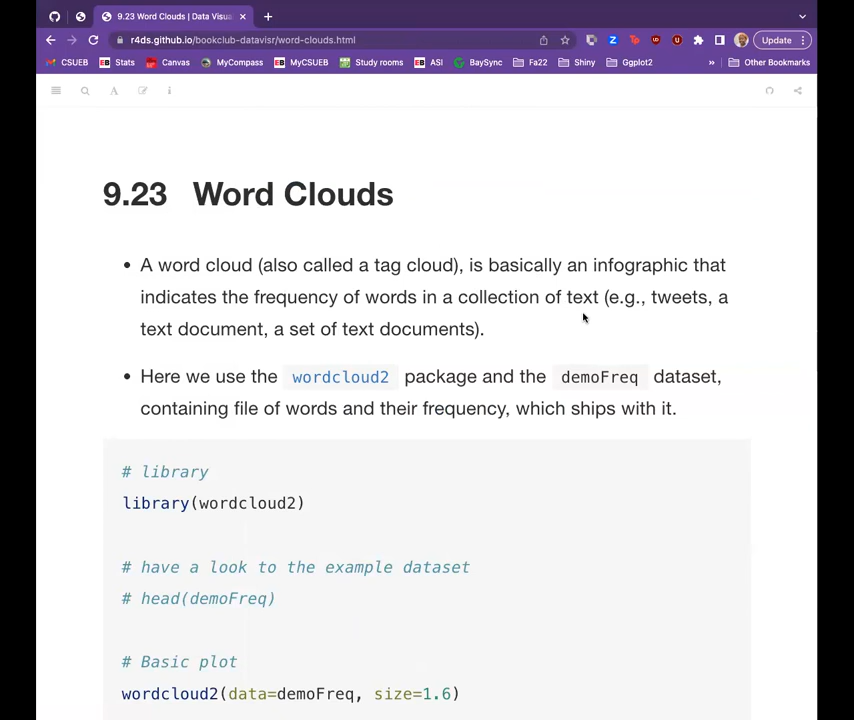 9.23 Word Clouds | Data Visua
r4ds.github.io/bookclub-datavisr/word-clouds.html
Update
CSUEB
Stats
Canvas
MyCompass
MyCSUEB
Study rooms
ASI
BaySync
Fa22
Shiny
Ggplot2
»
Other Bookmarks
9.23 Word Clouds
• A word cloud (also called a tag cloud), is basically an infographic that
indicates the frequency of words in a collection of text (e.g., tweets, a
text document, a set of text documents).
• Here we use the wordcloud2 package and the demoFreq dataset,
containing file of words and their frequency, which ships with it.
# library
library(wordcloud2)
# have a look to the example dataset
# head(demoFreq)
# Basic plot
wordcloud2(data=demoFreq, size=1.6)